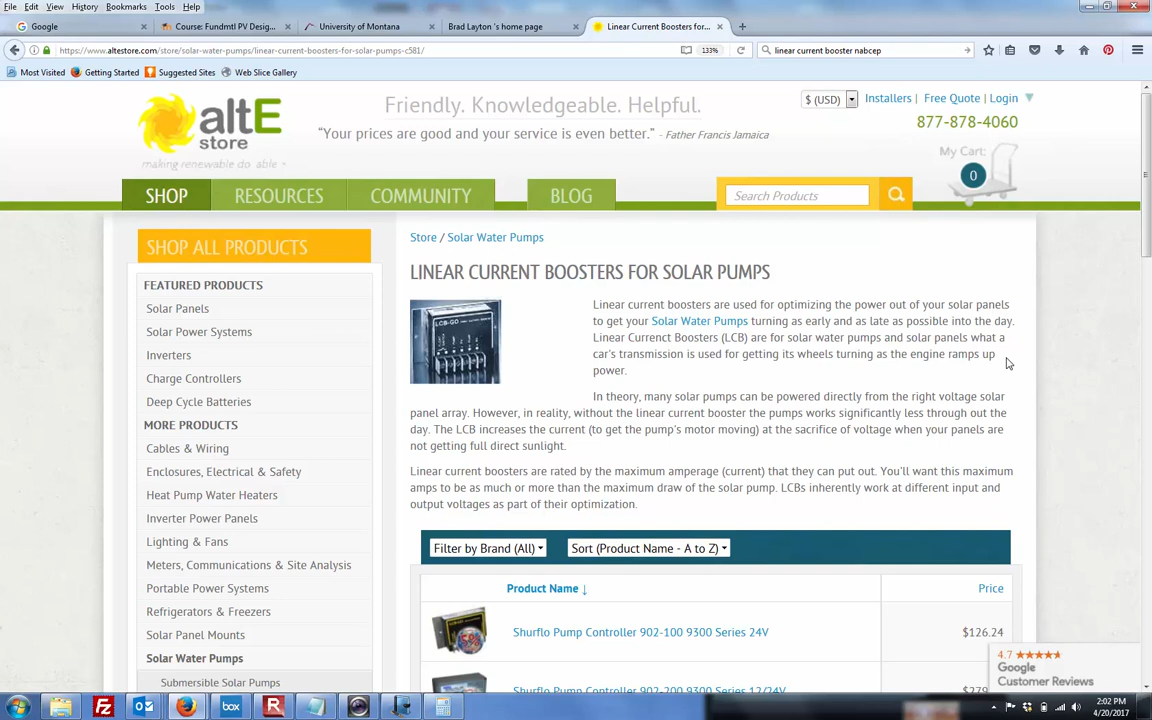 File Edit View History Bookmarks Tools Help
Google Course: Fundmtl PV Desig... University of Montana Brad Layton 's home page Linear Current Boosters for...
https://www.altestore.com/store/solar-water-pumps/linear-current-boosters-for-solar-pumps-c581/ 133% linear current booster nabcep
Most Visited Getting Started Suggested Sites Web Slice Gallery
altE store
making renewable do able
Friendly. Knowledgeable. Helpful.
“Your prices are good and your service is even better.” - Father Francis Jamaica
$ (USD) Installers Free Quote Login
877-878-4060
My Cart:
0
SHOP RESOURCES COMMUNITY BLOG Search Products
SHOP ALL PRODUCTS
FEATURED PRODUCTS
Solar Panels
Solar Power Systems
Inverters
Charge Controllers
Deep Cycle Batteries
MORE PRODUCTS
Cables & Wiring
Enclosures, Electrical & Safety
Heat Pump Water Heaters
Inverter Power Panels
Lighting & Fans
Meters, Communications & Site Analysis
Portable Power Systems
Refrigerators & Freezers
Solar Panel Mounts
Solar Water Pumps
Submersible Solar Pumps
Store / Solar Water Pumps
LINEAR CURRENT BOOSTERS FOR SOLAR PUMPS
LCB-GO
Linear current boosters are used for optimizing the power out of your solar panels
to get your Solar Water Pumps turning as early and as late as possible into the day.
Linear Currenct Boosters (LCB) are for solar water pumps and solar panels what a
car's transmission is used for getting its wheels turning as the engine ramps up
power.
In theory, many solar pumps can be powered directly from the right voltage solar
panel array. However, in reality, without the linear current booster the pumps works significantly less through out the
day. The LCB increases the current (to get the pump's motor moving) at the sacrifice of voltage when your panels are
not getting full direct sunlight.
Linear current boosters are rated by the maximum amperage (current) that they can put out. You'll want this maximum
amps to be as much or more than the maximum draw of the solar pump. LCBs inherently work at different input and
output voltages as part of their optimization.
Filter by Brand (All) Sort (Product Name - A to Z)
Product Name ↓ Price
Shurflo Pump Controller 902-100 9300 Series 24V $126.24
Shurflo Pump Controller 902-200 9300 Series 12/24V $279
4.7
Google
Customer Reviews
2:02 PM
4/20/2017